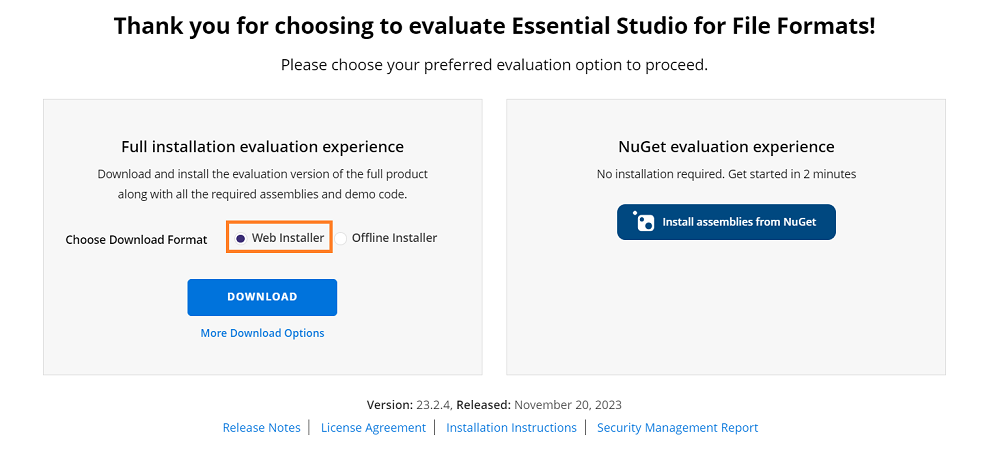 Thank you for choosing to evaluate Essential Studio for File Formats!
Please choose your preferred evaluation option to proceed.
Full installation evaluation experience
Download and install the evaluation version of the full product
along with all the required assemblies and demo code.
Choose Download Format Web Installer Offline Installer
DOWNLOAD
More Download Options
NuGet evaluation experience
No installation required. Get started in 2 minutes
Install assemblies from NuGet
Version: 23.2.4, Released: November 20, 2023
Release Notes | License Agreement | Installation Instructions | Security Management Report